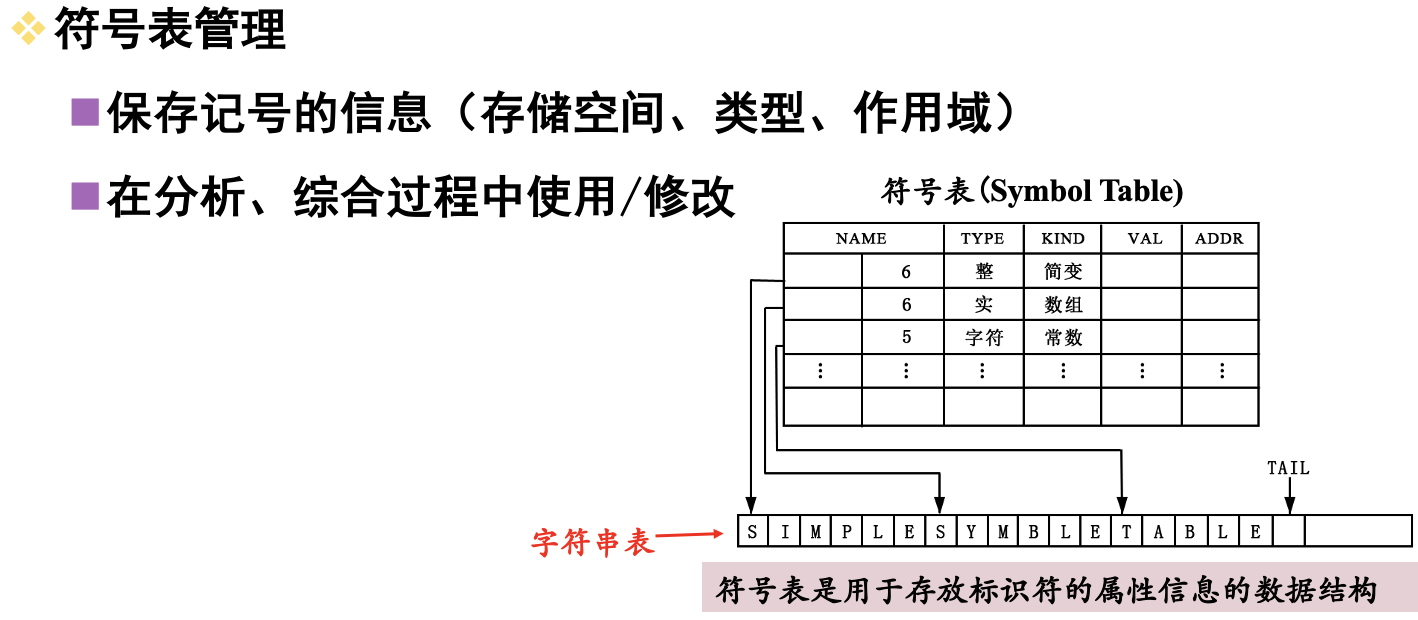 符号表管理
保存记号的信息（存储空间、类型、作用域）
在分析、综合过程中使用/修改
符号表(Symbol Table)
NAME TYPE KIND VAL ADDR
6 整 简变
6 实 数组
5 字符 常数
⋮ ⋮ ⋮ ⋮ ⋮ ⋮
TAIL
字符串表
S I M P L E S Y M B L E T A B L E
符号表是用于存放标识符的属性信息的数据结构